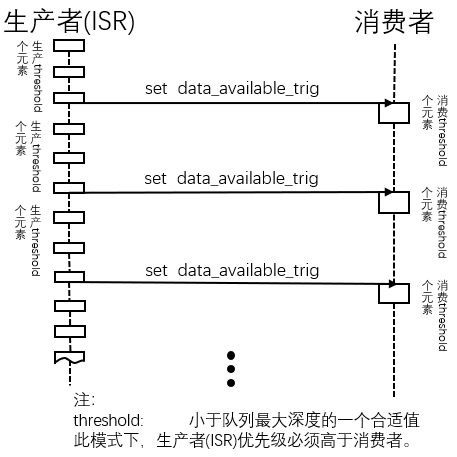 生产者(ISR)
消费者
生产threshold
个元素
set data_available_trig
消费threshold
个元素
生产threshold
个元素
set data_available_trig
消费threshold
个元素
生产threshold
个元素
set data_available_trig
消费threshold
个元素
注:
threshold: 小于队列最大深度的一个合适值
此模式下，生产者(ISR)优先级必须高于消费者。